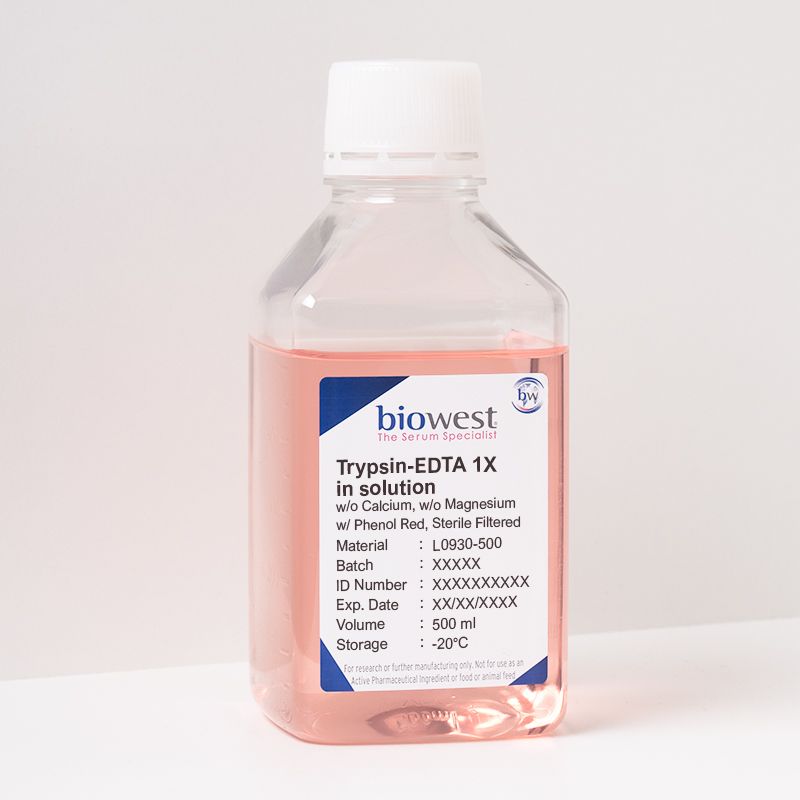 bw
biowest
The Serum Specialist
Trypsin-EDTA 1X
in solution
w/o Calcium, w/o Magnesium
w/ Phenol Red, Sterile Filtered
Material : L0930-500
Batch : XXXXX
ID Number : XXXXXXXXXX
Exp. Date : XX/XX/XXXX
Volume : 500 ml
Storage : -20°C
For research or further manufacturing only. Not for use as an
Active Pharmaceutical Ingredient or food or animal feed